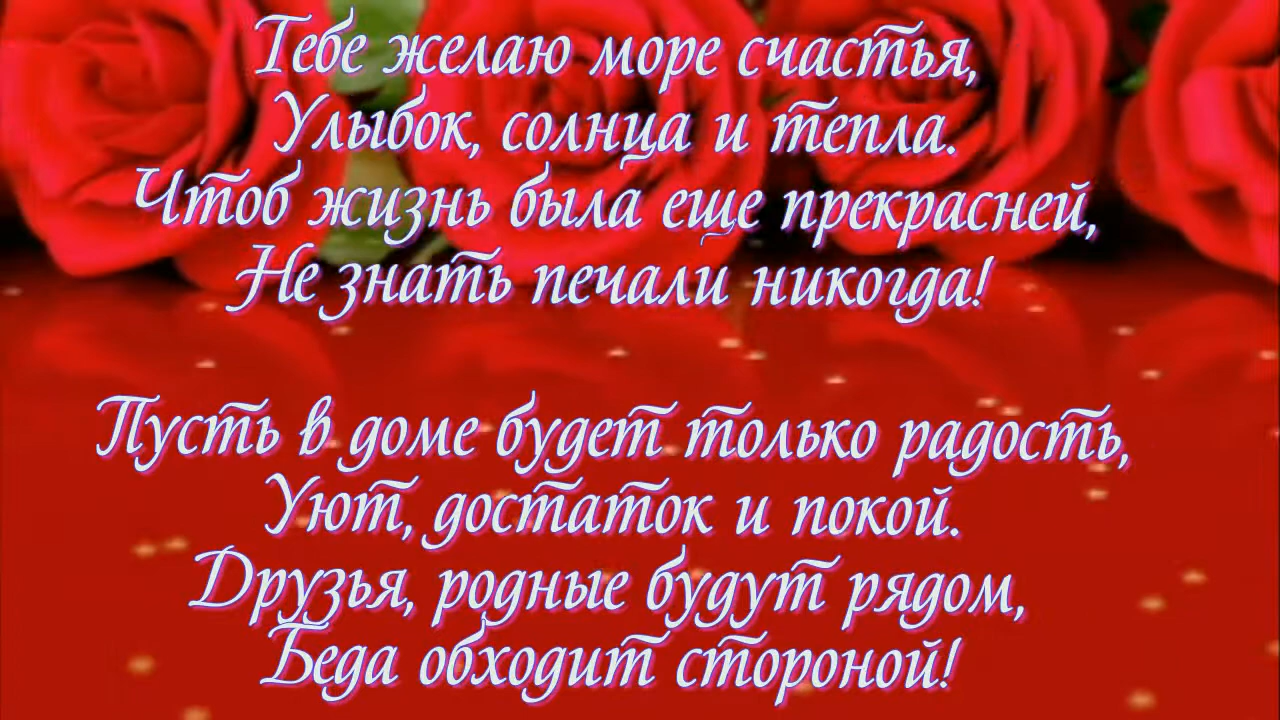 Тебе желаю море счастья,
Улыбок, солнца и тепла.
Чтоб жизнь была еще прекрасней,
Не знать печали никогда!
Пусть в доме будет только радость,
Уют, достаток и покой.
Друзья, родные будут рядом,
Беда обходит стороной!